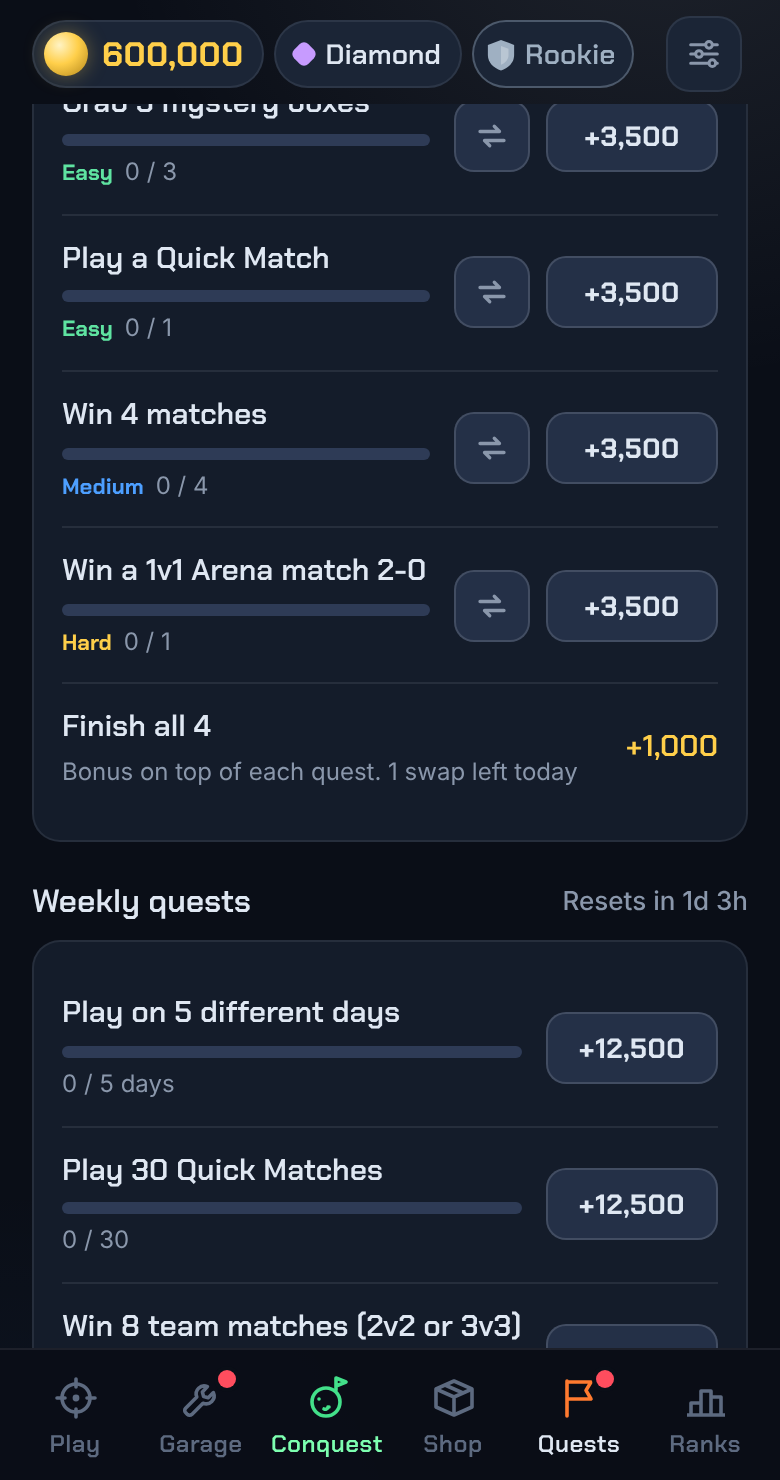 600,000
Diamond
Rookie
Grab 3 mystery boxes
+3,500
Easy 0 / 3
Play a Quick Match
+3,500
Easy 0 / 1
Win 4 matches
+3,500
Medium 0 / 4
Win a 1v1 Arena match 2-0
+3,500
Hard 0 / 1
Finish all 4
+1,000
Bonus on top of each quest. 1 swap left today
Weekly quests
Resets in 1d 3h
Play on 5 different days
+12,500
0 / 5 days
Play 30 Quick Matches
+12,500
0 / 30
Win 8 team matches (2v2 or 3v3)
Play
Garage
Conquest
Shop
Quests
Ranks